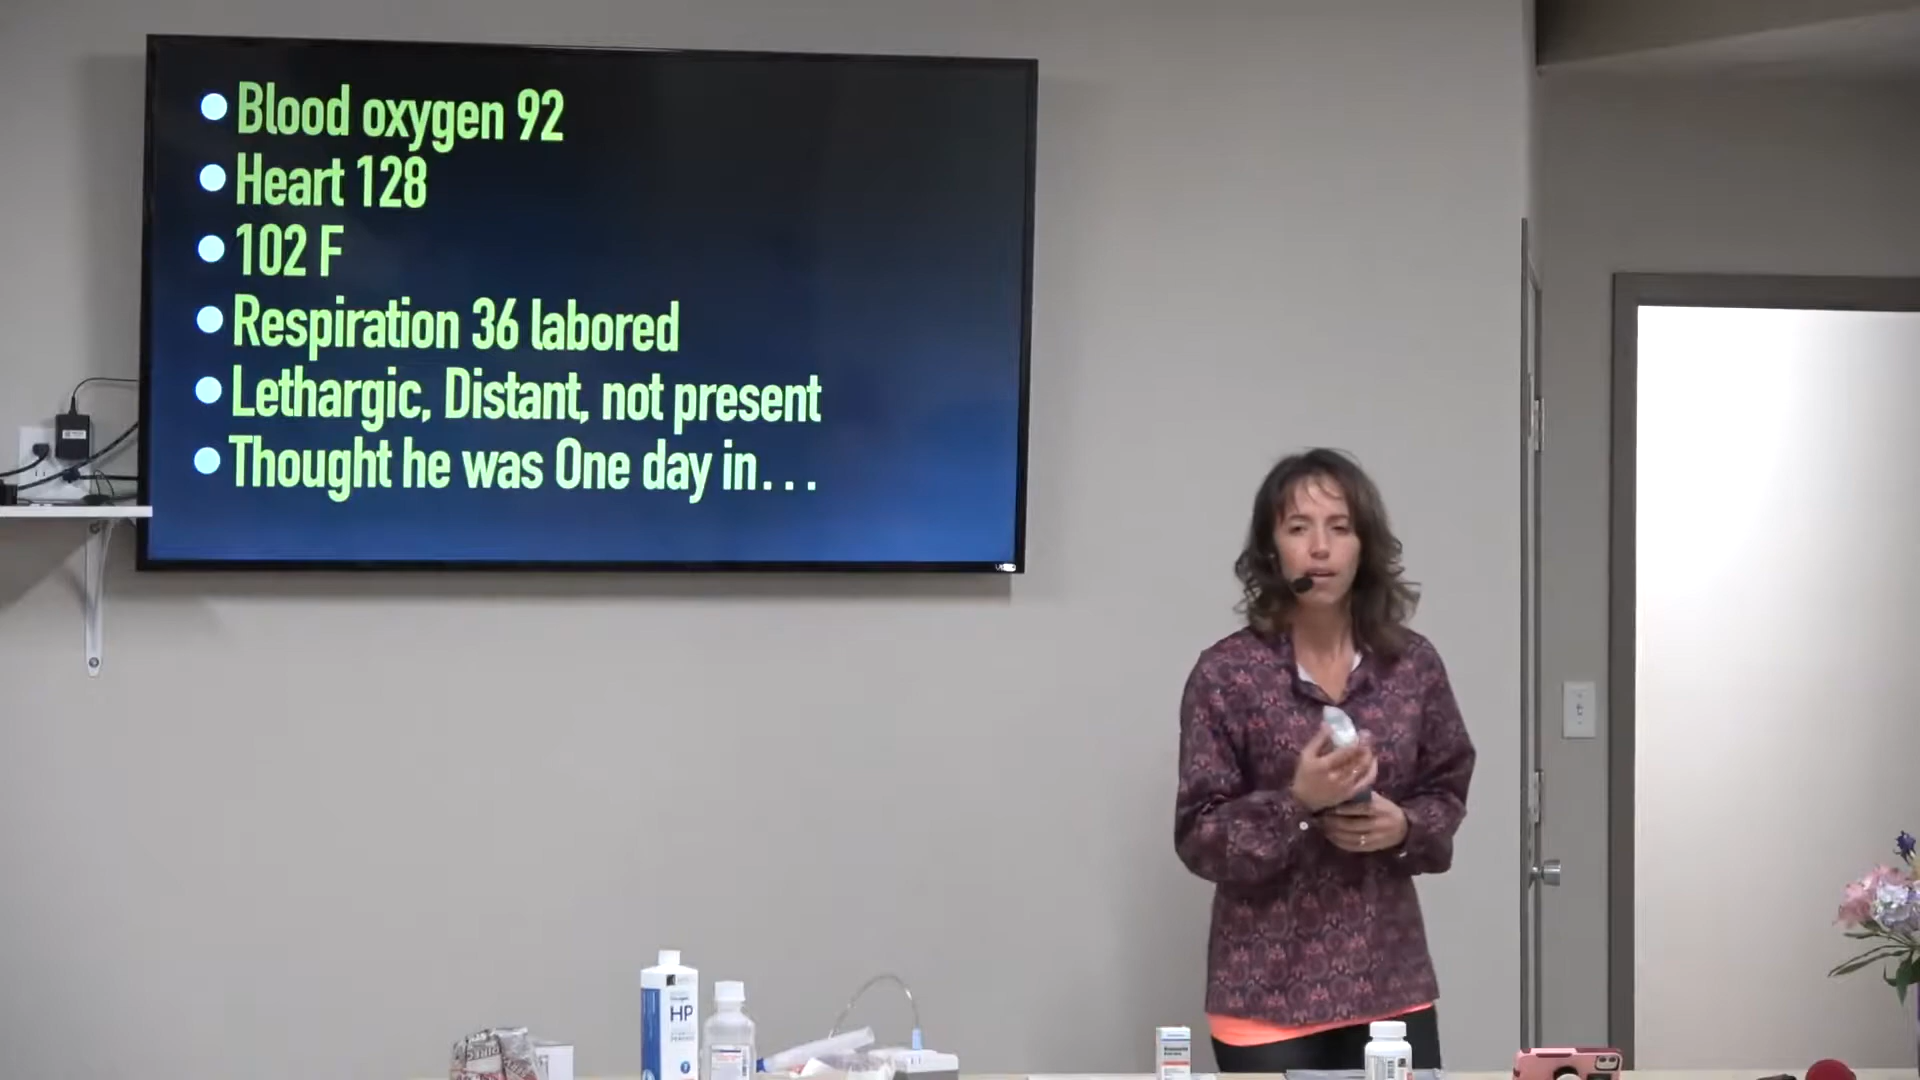 Blood oxygen 92
Heart 128
102 F
Respiration 36 labored
Lethargic, Distant, not present
Thought he was One day in...
HP